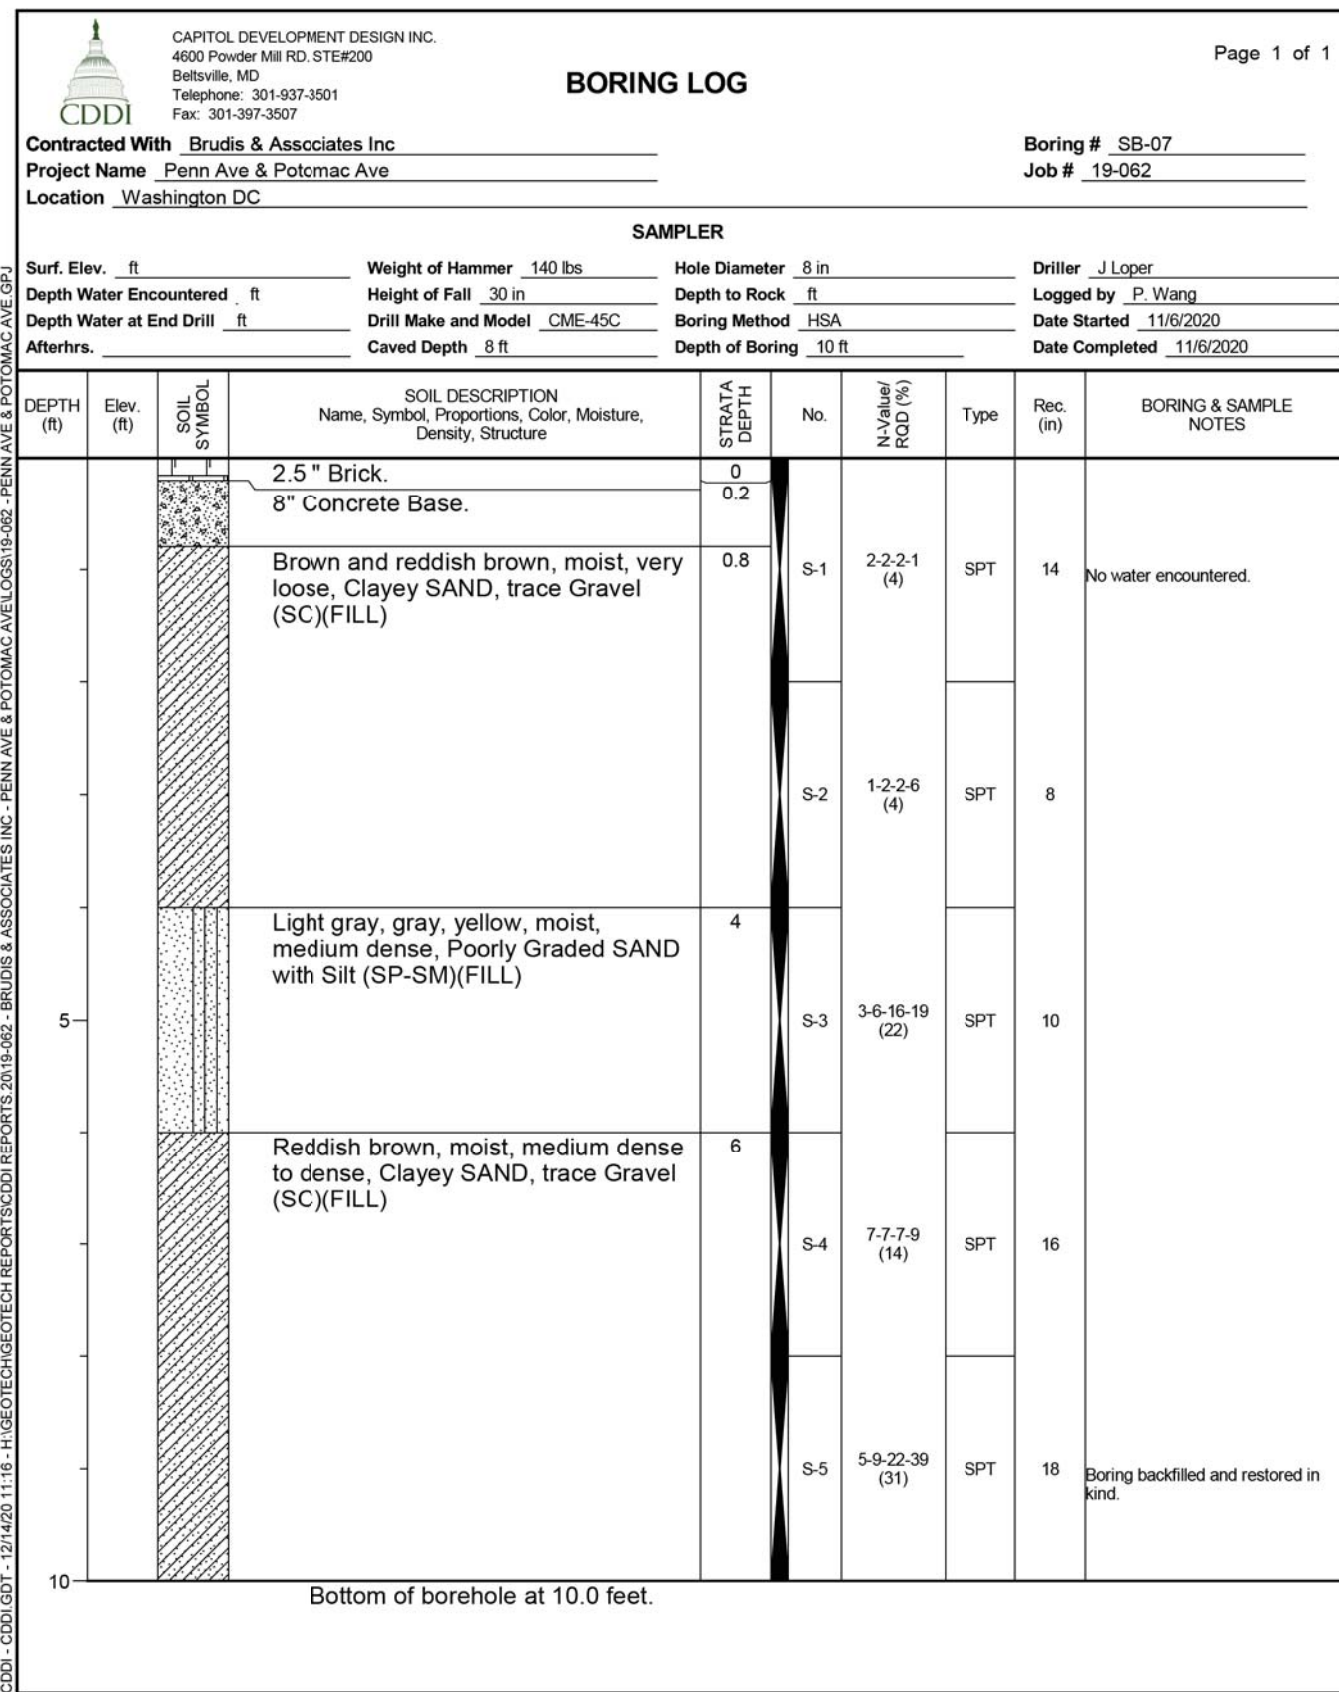 CAPITOL DEVELOPMENT DESIGN INC.
4600 Powder Mill RD. STE#200
Beltsville, MD
Telephone: 301-937-3501
Fax: 301-397-3507
CDDI
BORING LOG
Page 1 of 1
Contracted With Brudis & Associates Inc
Boring # SB-07
Project Name Penn Ave & Potomac Ave
Job # 19-062
Location Washington DC
SAMPLER
Surf. Elev. ft Weight of Hammer 140 lbs Hole Diameter 8 in Driller J Loper
Depth Water Encountered ft Height of Fall 30 in Depth to Rock ft Logged by P. Wang
Depth Water at End Drill ft Drill Make and Model CME-45C Boring Method HSA Date Started 11/6/2020
Afterhrs. Caved Depth 8 ft Depth of Boring 10 ft Date Completed 11/6/2020
DEPTH
(ft)
Elev.
(ft)
SOIL
SYMBOL
SOIL DESCRIPTION
Name, Symbol, Proportions, Color, Moisture,
Density, Structure
STRATA
DEPTH
No.
N-Value/
RQD (%)
Type
Rec.
(in)
BORING & SAMPLE
NOTES
2.5 " Brick. 0
8" Concrete Base. 0.2
Brown and reddish brown, moist, very
loose, Clayey SAND, trace Gravel
(SC)(FILL)
0.8
S-1
2-2-2-1
(4)
SPT
14
No water encountered.
S-2
1-2-2-6
(4)
SPT
8
Light gray, gray, yellow, moist,
medium dense, Poorly Graded SAND
with Silt (SP-SM)(FILL)
4
5
S-3
3-6-16-19
(22)
SPT
10
Reddish brown, moist, medium dense
to dense, Clayey SAND, trace Gravel
(SC)(FILL)
6
S-4
7-7-7-9
(14)
SPT
16
S-5
5-9-22-39
(31)
SPT
18
Boring backfilled and restored in
kind.
10
Bottom of borehole at 10.0 feet.
CDDI - CDDI.GDT - 12/14/20 11:16 - H:\GEOTECH\GEOTECH REPORTS\CDDI REPORTS.20\19-062 - BRUDIS & ASSOCIATES INC - PENN AVE & POTOMAC AVE\LOGS\19-062 - PENN AVE & POTOMAC AVE.GPJ